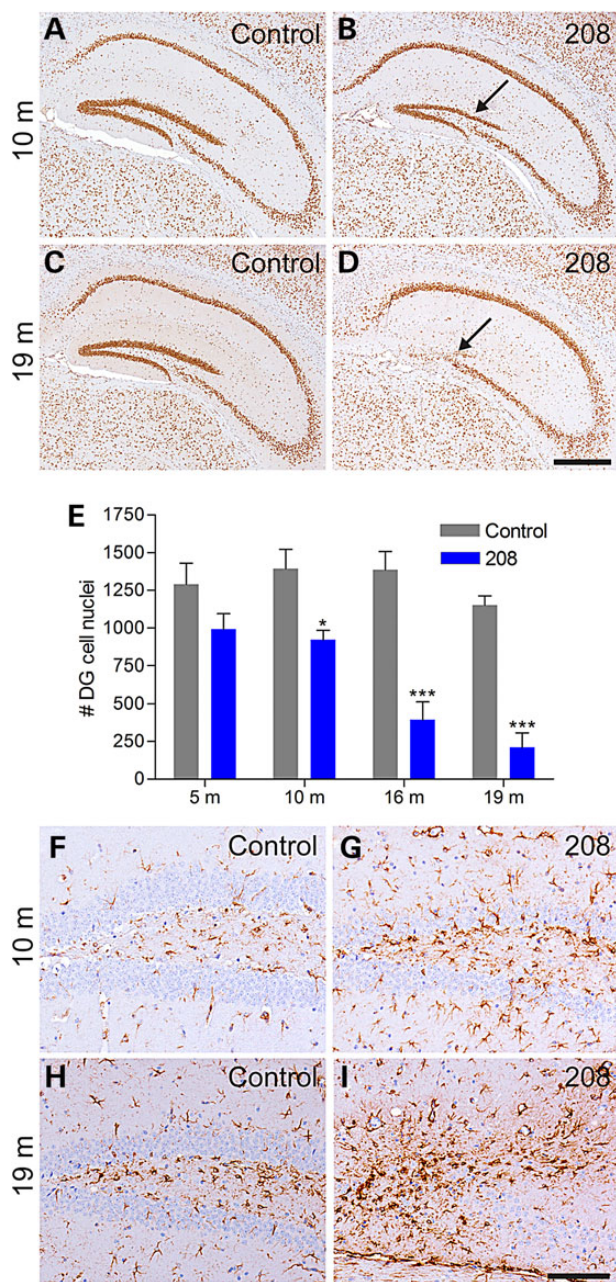 A Control
B 208
10 m
C Control
D 208
19 m
E
1750
1500
1250
1000
750
500
250
0
# DG cell nuclei
Control
208
*
***
***
5 m 10 m 16 m 19 m
F Control
G 208
10 m
H Control
I 208
19 m